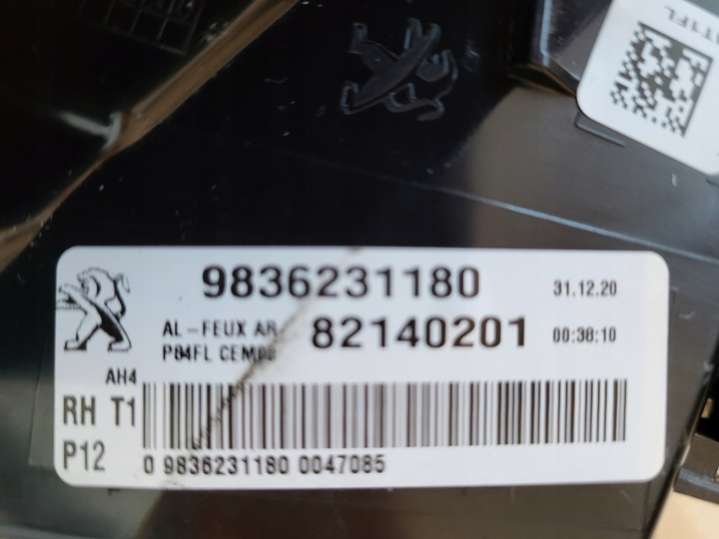 T1FL
9836231180
31.12.20
AL-FEUX AR
82140201
00:38:10
P84FL
AH4
RH T1
P12
0 9836231180 0047085